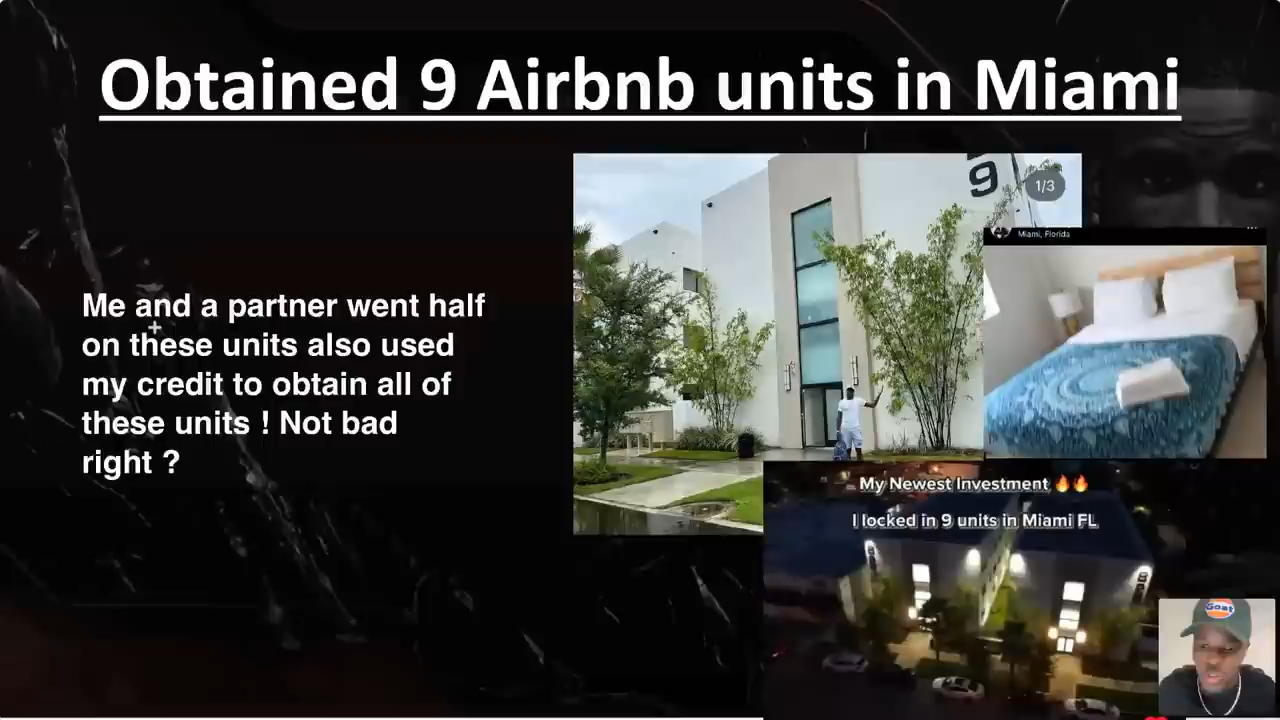 Obtained 9 Airbnb units in Miami
Me and a partner went half
on these units also used
my credit to obtain all of
these units ! Not bad
right ?
9
1/3
Miami, Florida
My Newest Investment 🔥🔥
I locked in 9 units in Miami FL
Goat